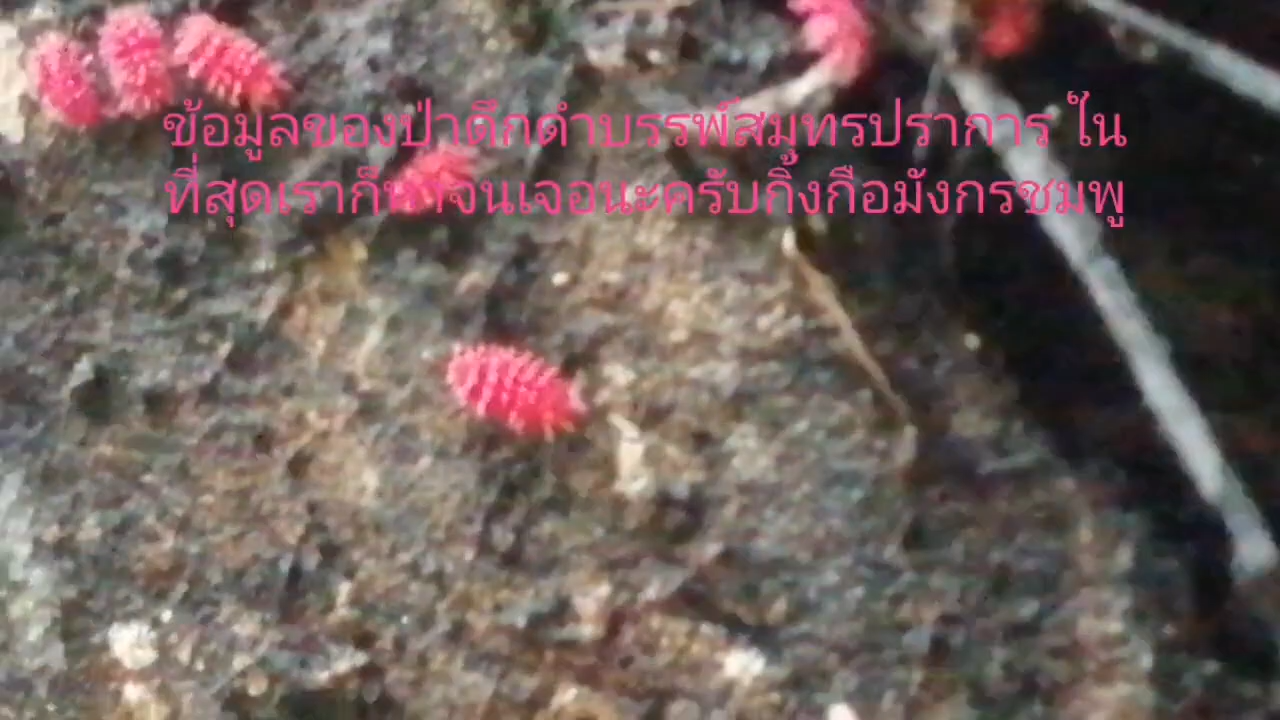 ข้อมูลของป่าดึกดำบรรพ์สมุทรปราการ ใน
ที่สุดเราก็หาจนเจอนะครับกิ้งกือมังกรชมพู